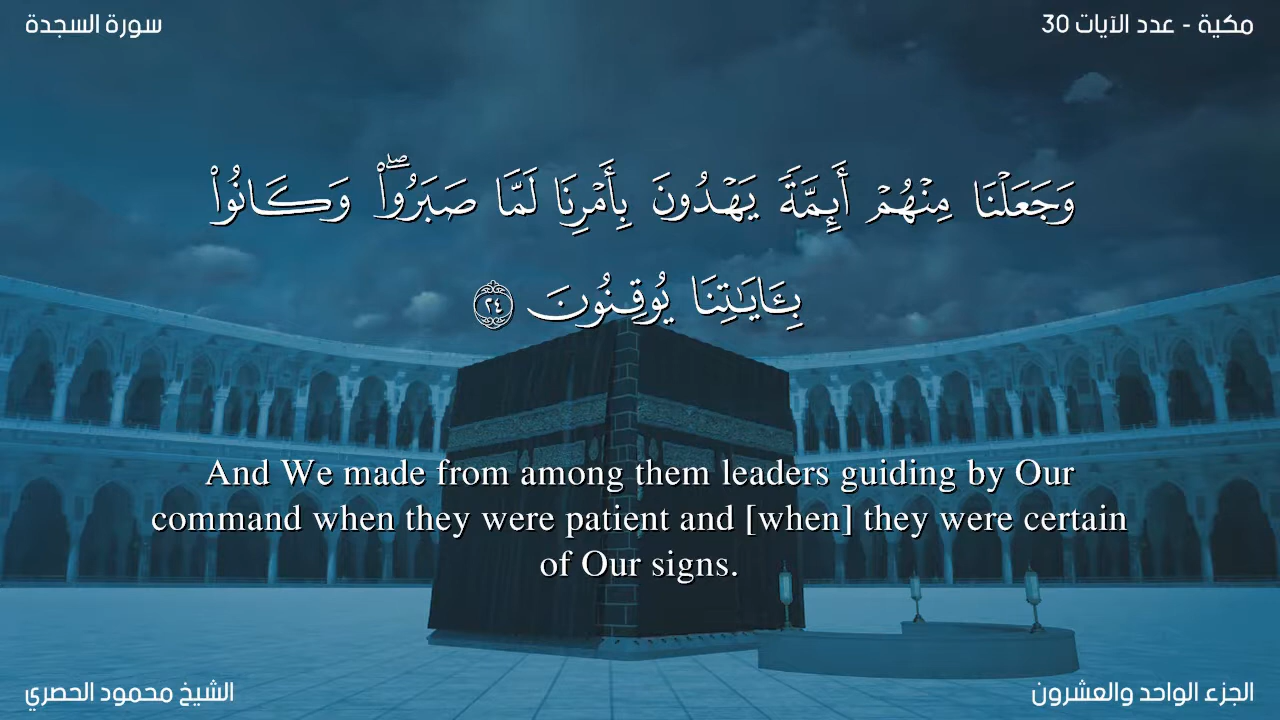 سورة السجدة
مكية - عدد الآيات 30
وَجَعَلْنَا مِنْهُمْ أَئِمَّةً يَهْدُونَ بِأَمْرِنَا لَمَّا صَبَرُوا۟ ۖ وَكَانُوا۟
بِـَٔايَـٰتِنَا يُوقِنُونَ ٢٤
And We made from among them leaders guiding by Our
command when they were patient and [when] they were certain
of Our signs.
الشيخ محمود الحصري
الجزء الواحد والعشرون